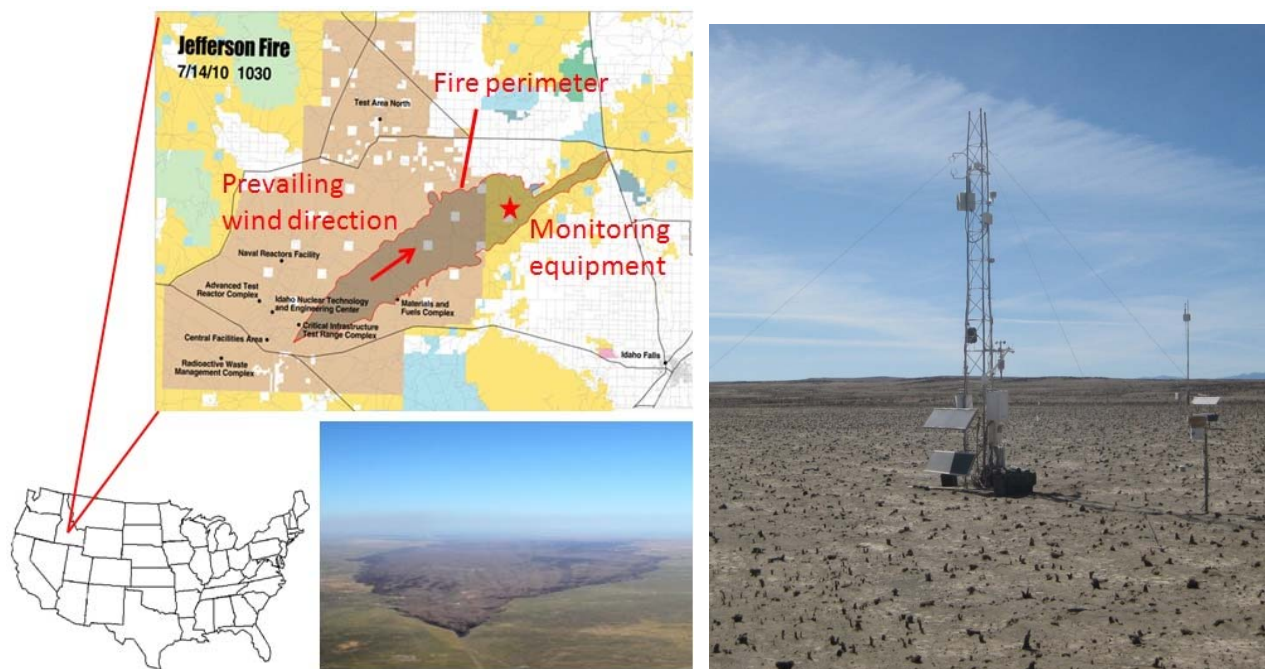 Jefferson Fire
7/14/10 1030
Fire perimeter
Test Area North
Prevailing
wind direction
Monitoring
equipment
Naval Reactors Facility
Advanced Test
Reactor Complex
Idaho Nuclear Technology
and Engineering Center
Materials and
Fuels Complex
Critical Infrastructure
Test Range Complex
Central Facilities Area
Radioactive Waste
Management Complex
Idaho Falls